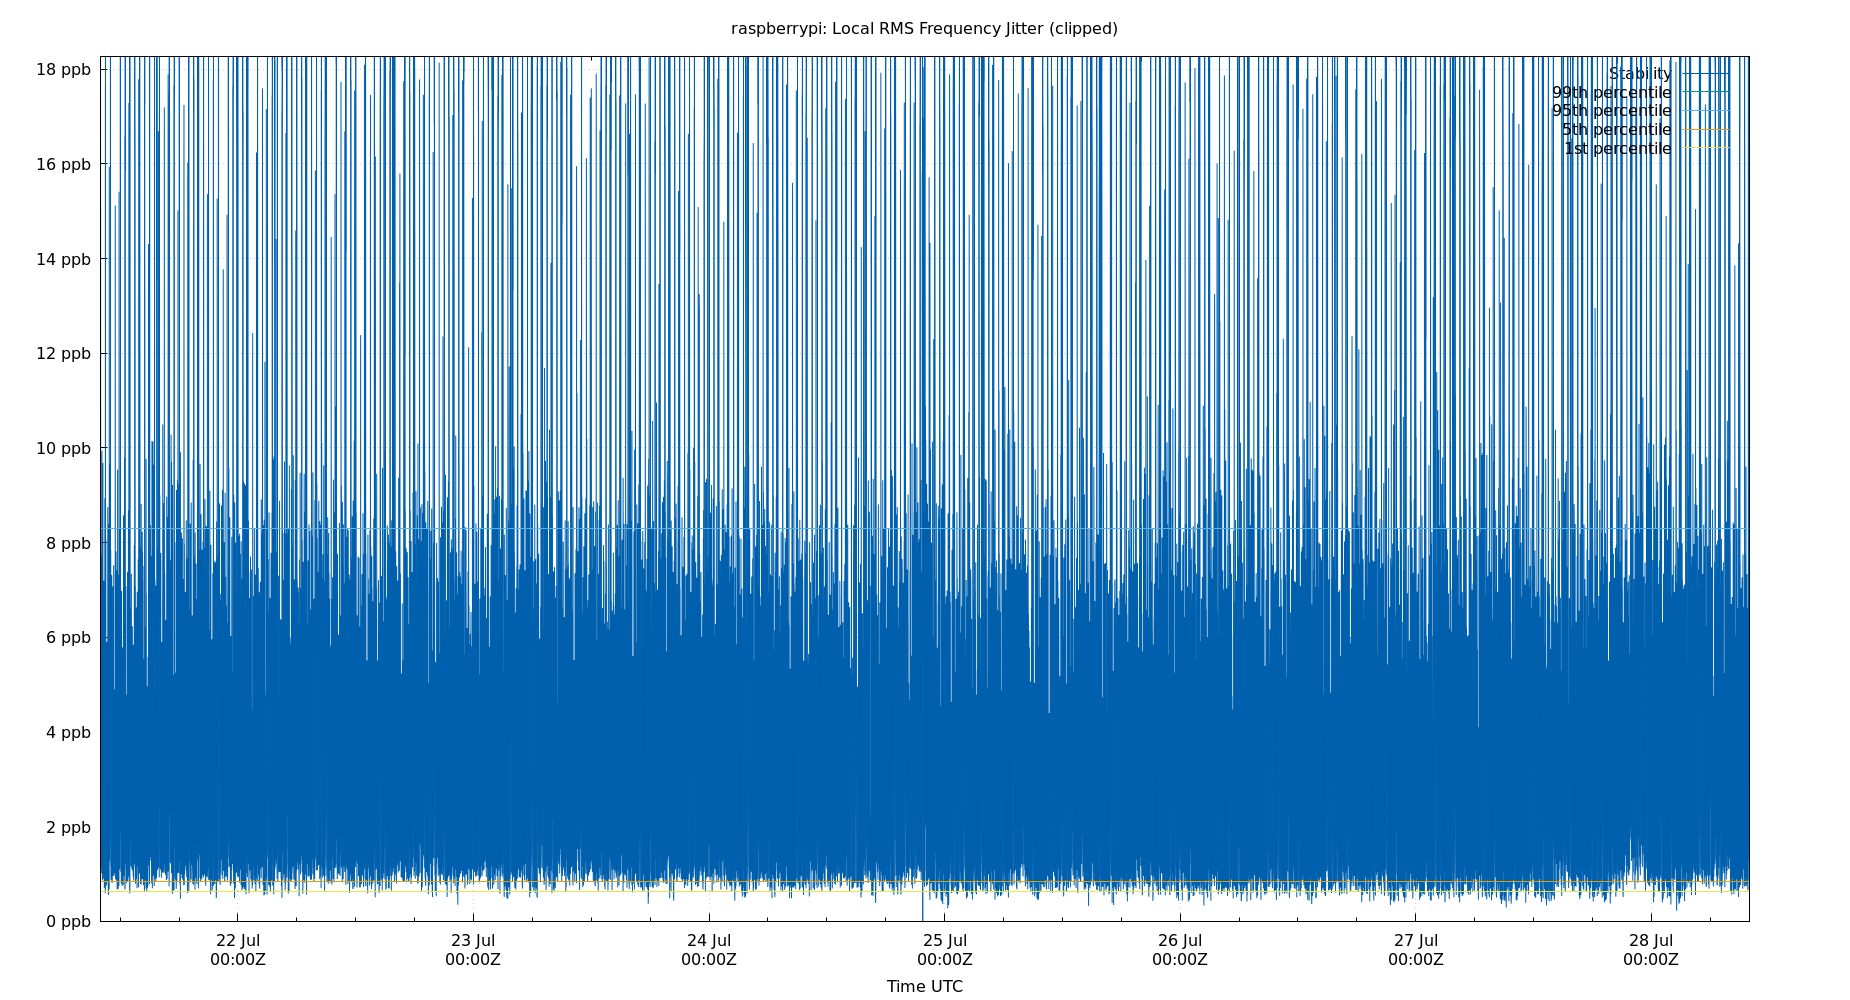 raspberrypi: Local RMS Frequency Jitter (clipped)
18 ppb
16 ppb
14 ppb
12 ppb
10 ppb
8 ppb
6 ppb
4 ppb
2 ppb
0 ppb
Stability
99th percentile
95th percentile
5th percentile
1st percentile
22 Jul 23 Jul 24 Jul 25 Jul 26 Jul 27 Jul 28 Jul
00:00Z 00:00Z 00:00Z 00:00Z 00:00Z 00:00Z 00:00Z
Time UTC